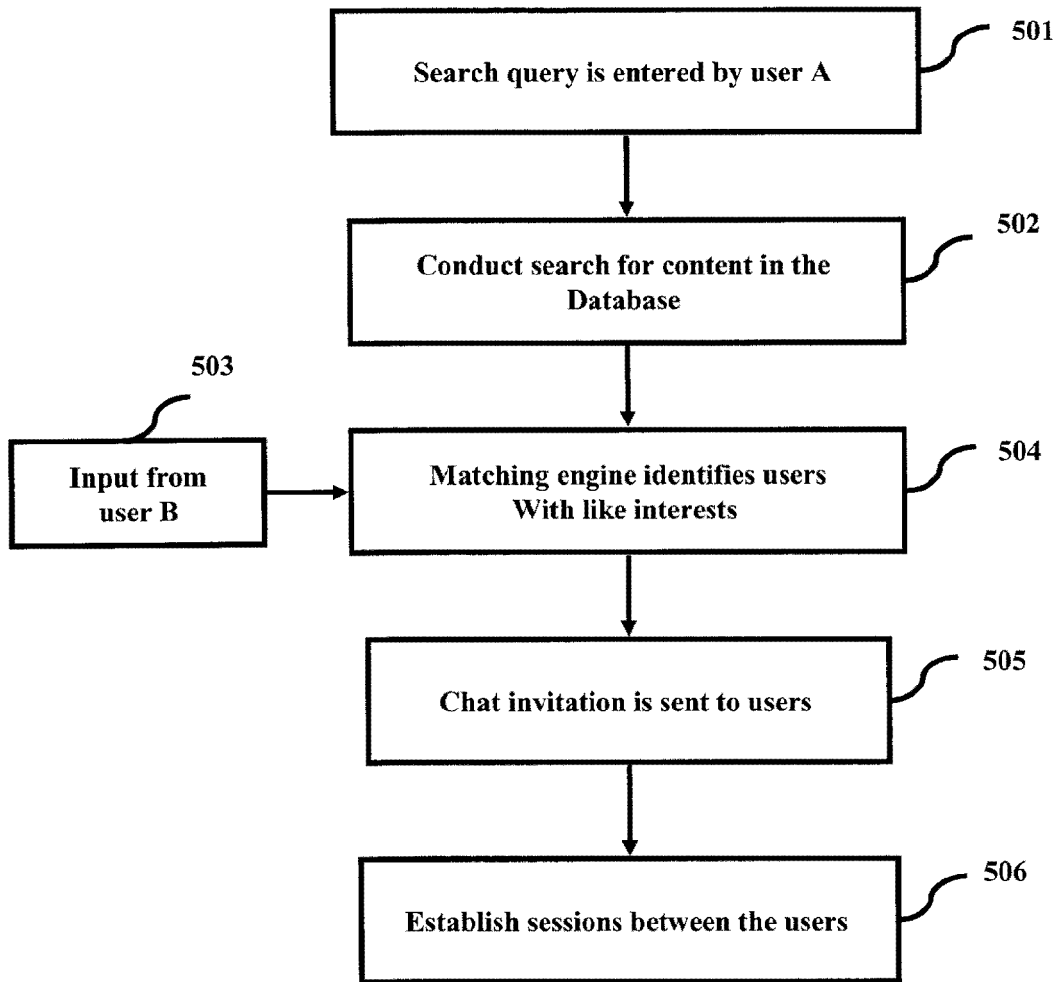 501
Search query is entered by user A
502
Conduct search for content in the
Database
503
Input from
user B
504
Matching engine identifies users
With like interests
505
Chat invitation is sent to users
506
Establish sessions between the users